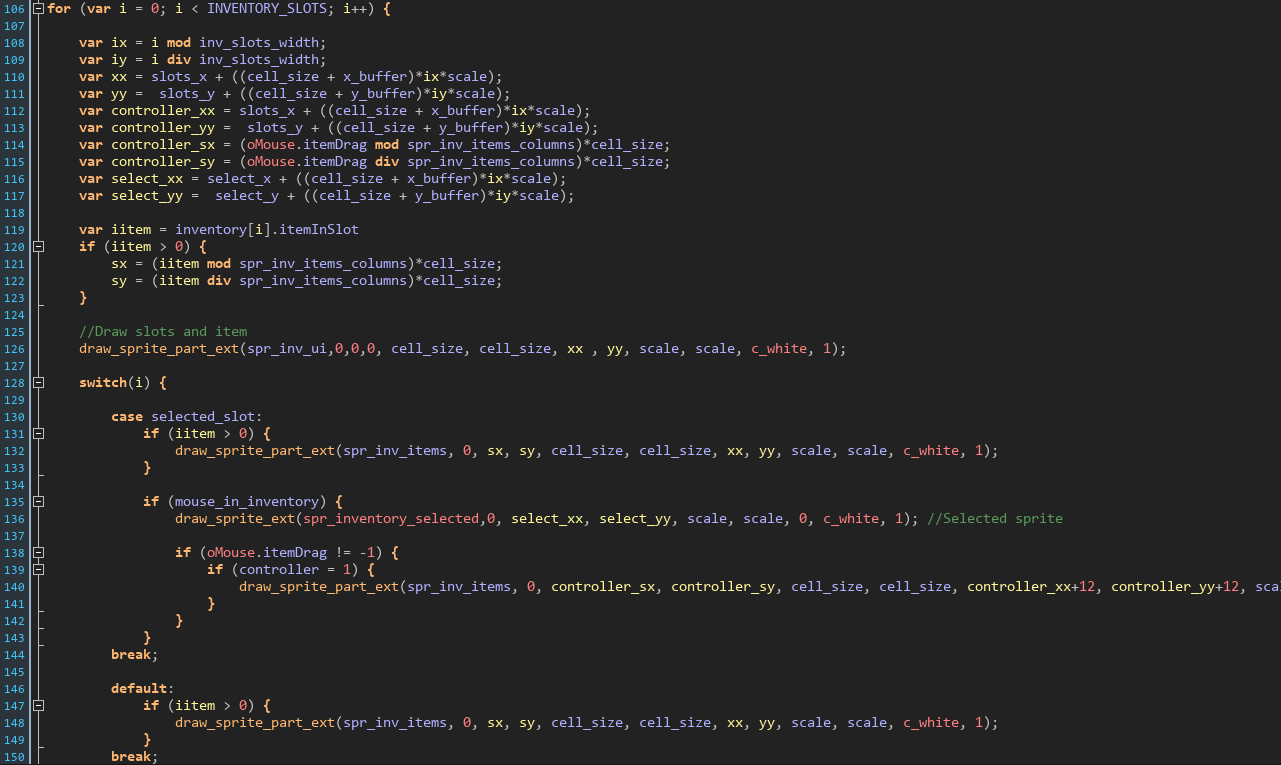 106 for (var i = 0; i < INVENTORY_SLOTS; i++) {
107
108 var ix = i mod inv_slots_width;
109 var iy = i div inv_slots_width;
110 var xx = slots_x + ((cell_size + x_buffer)*ix*scale);
111 var yy =  slots_y + ((cell_size + y_buffer)*iy*scale);
112 var controller_xx = slots_x + ((cell_size + x_buffer)*ix*scale);
113 var controller_yy =  slots_y + ((cell_size + y_buffer)*iy*scale);
114 var controller_sx = (oMouse.itemDrag mod spr_inv_items_columns)*cell_size;
115 var controller_sy = (oMouse.itemDrag div spr_inv_items_columns)*cell_size;
116 var select_xx = select_x + ((cell_size + x_buffer)*ix*scale);
117 var select_yy =  select_y + ((cell_size + y_buffer)*iy*scale);
118
119 var iitem = inventory[i].itemInSlot
120 if (iitem > 0) {
121 sx = (iitem mod spr_inv_items_columns)*cell_size;
122 sy = (iitem div spr_inv_items_columns)*cell_size;
123 }
124
125 //Draw slots and item
126 draw_sprite_part_ext(spr_inv_ui,0,0,0, cell_size, cell_size, xx , yy, scale, scale, c_white, 1);
127
128 switch(i) {
129
130 case selected_slot:
131 if (iitem > 0) {
132 draw_sprite_part_ext(spr_inv_items, 0, sx, sy, cell_size, cell_size, xx, yy, scale, scale, c_white, 1);
133 }
134
135 if (mouse_in_inventory) {
136 draw_sprite_ext(spr_inventory_selected,0, select_xx, select_yy, scale, scale, 0, c_white, 1); //Selected sprite
137
138 if (oMouse.itemDrag != -1) {
139 if (controller = 1) {
140 draw_sprite_part_ext(spr_inv_items, 0, controller_sx, controller_sy, cell_size, cell_size, controller_xx+12, controller_yy+12, sca
141 }
142 }
143 }
144 break;
145
146 default:
147 if (iitem > 0) {
148 draw_sprite_part_ext(spr_inv_items, 0, sx, sy, cell_size, cell_size, xx, yy, scale, scale, c_white, 1);
149 }
150 break;